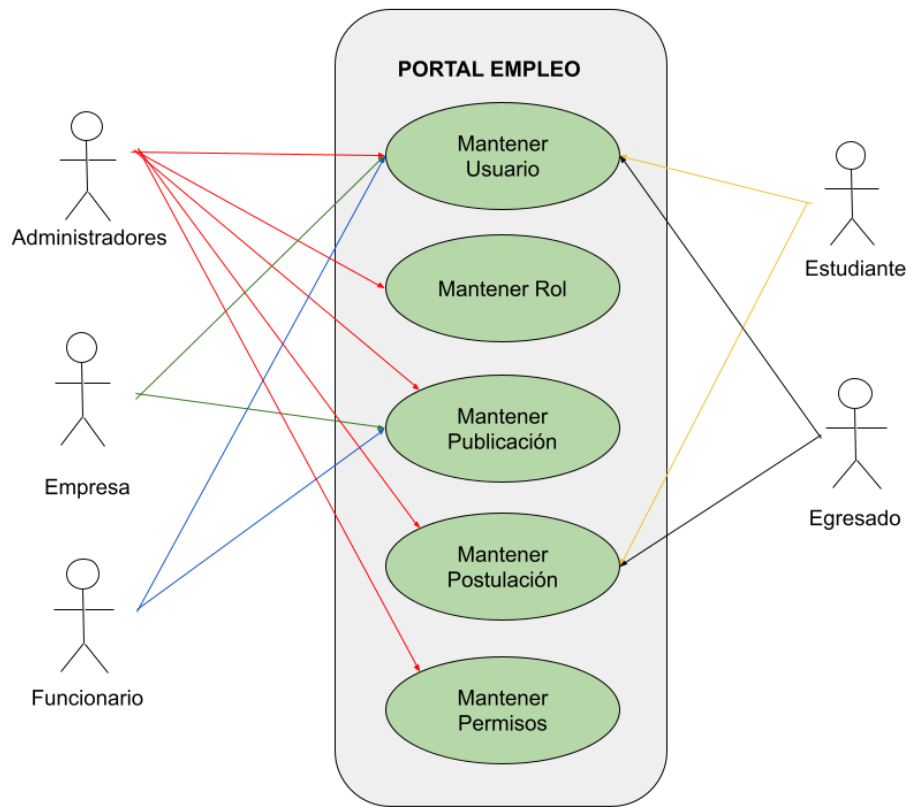 PORTAL EMPLEO
Mantener
Usuario
Administradores
Estudiante
Mantener Rol
Mantener
Publicación
Empresa
Egresado
Mantener
Postulación
Funcionario
Mantener
Permisos